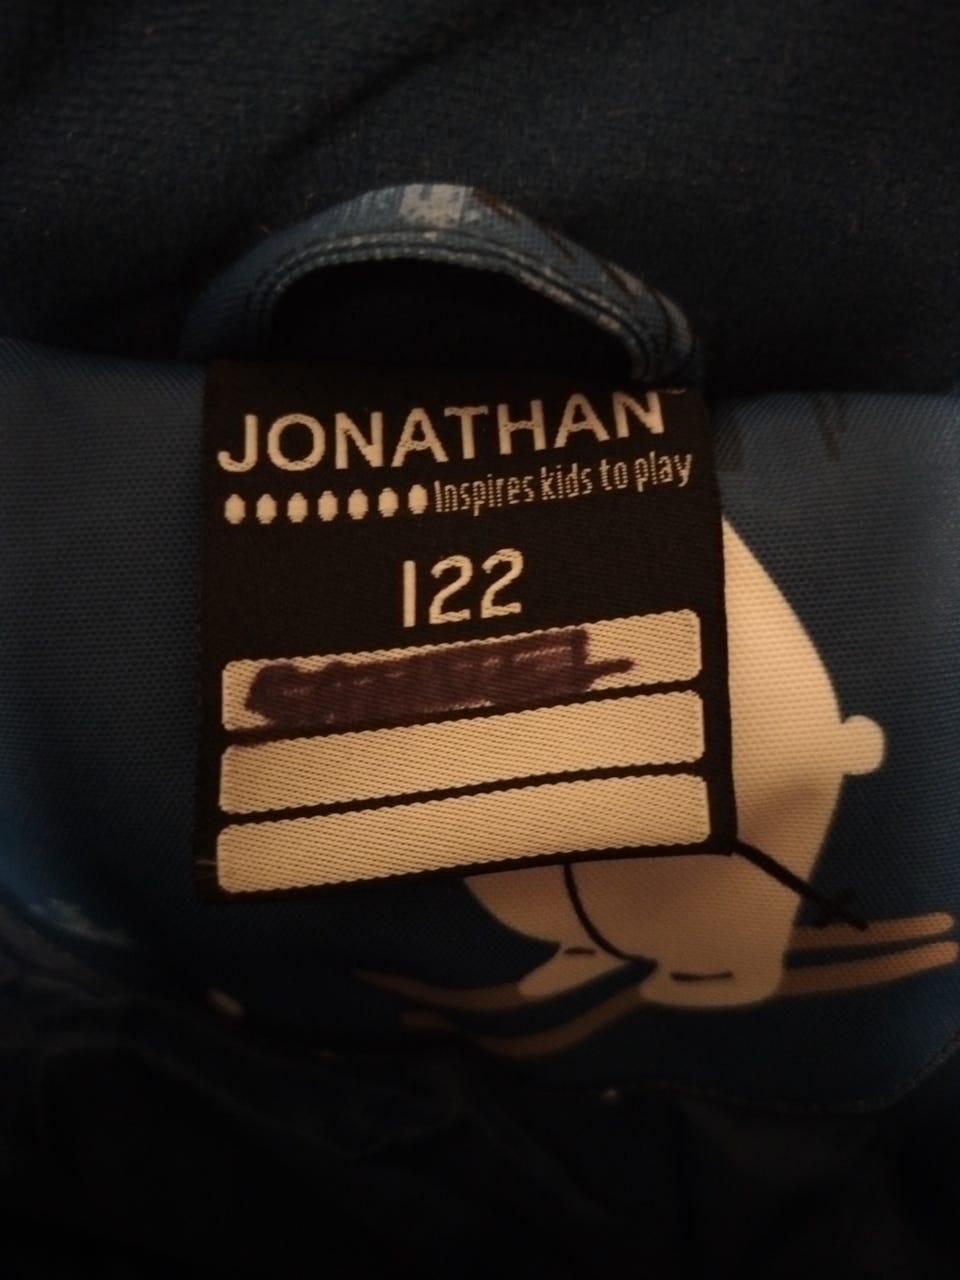 JONATHAN
Inspires kids to play
122